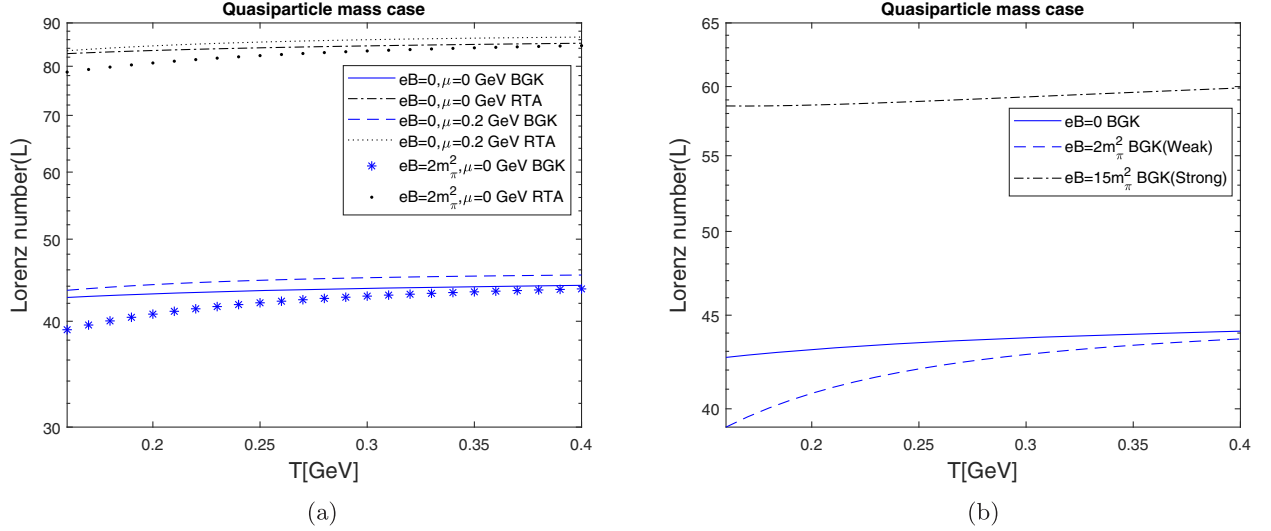 Quasiparticle mass case
90
80
70
60
50
40
30
Lorenz number(L)
eB=0,μ=0 GeV BGK
eB=0,μ=0 GeV RTA
eB=0,μ=0.2 GeV BGK
eB=0,μ=0.2 GeV RTA
eB=2m²π,μ=0 GeV BGK
eB=2m²π,μ=0 GeV RTA
0.2 0.25 0.3 0.35 0.4
T[GeV]
(a)
Quasiparticle mass case
65
60
55
50
45
40
Lorenz number(L)
eB=0 BGK
eB=2m²π BGK(Weak)
eB=15m²π BGK(Strong)
0.2 0.25 0.3 0.35 0.4
T[GeV]
(b)